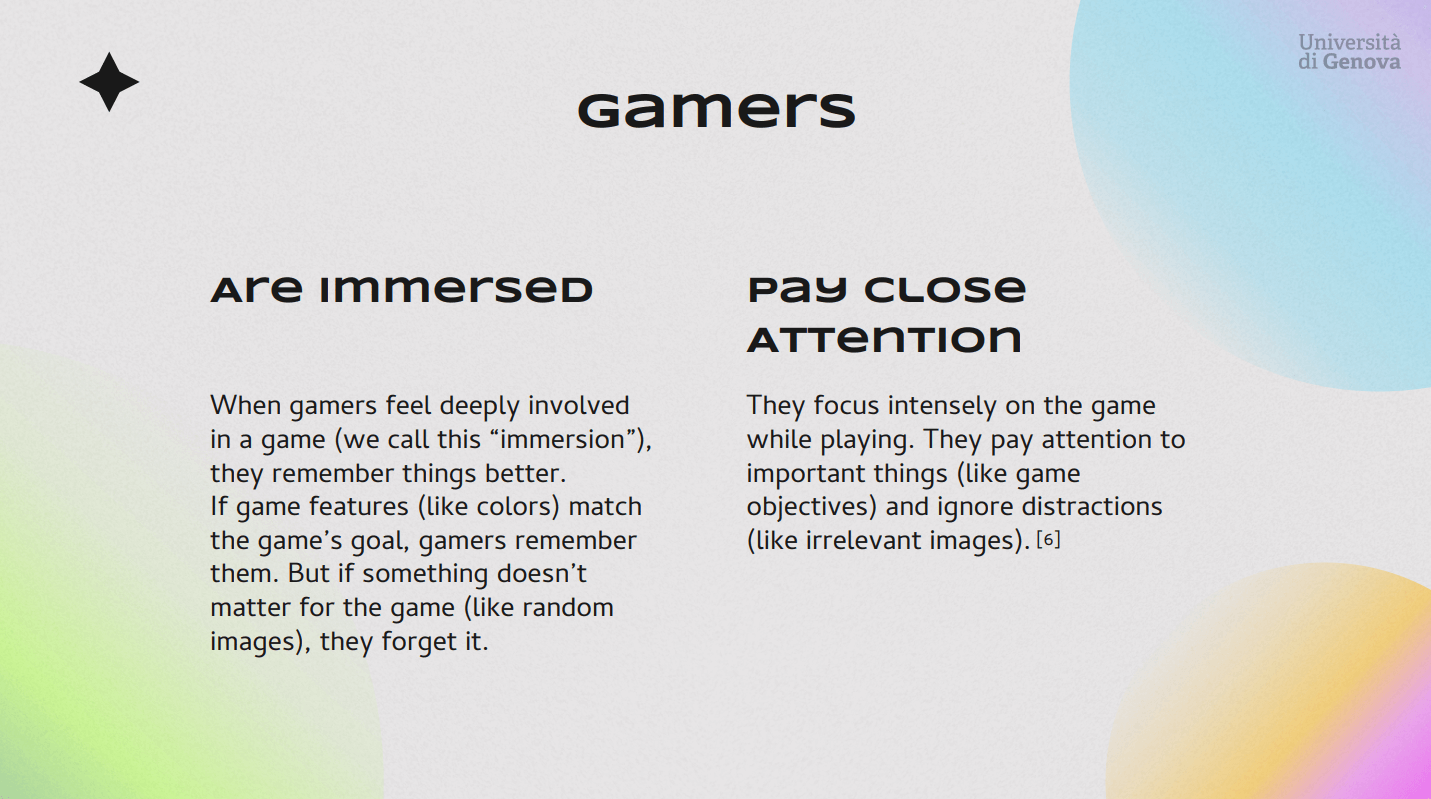 Università
di Genova
Gamers
Are Immersed
Pay Close
Attention
When gamers feel deeply involved
in a game (we call this “immersion”),
they remember things better.
If game features (like colors) match
the game’s goal, gamers remember
them. But if something doesn’t
matter for the game (like random
images), they forget it.
They focus intensely on the game
while playing. They pay attention to
important things (like game
objectives) and ignore distractions
(like irrelevant images). [6]